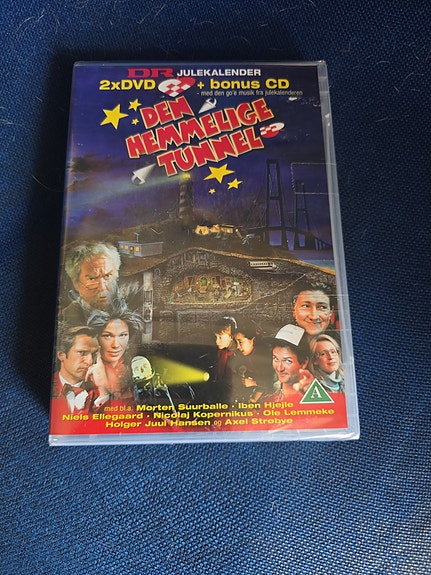 DR JULEKALENDER
2xDVD + bonus CD
- med den go'e musik fra julekalenderen
DEN
HEMMELIGE
TUNNEL
med bl.a. Morten Suurballe · Iben Hjejle
Niels Ellegaard · Nicolaj Kopernikus · Ole Lemmeke
Holger Juul Hansen og Axel Strøbye
A